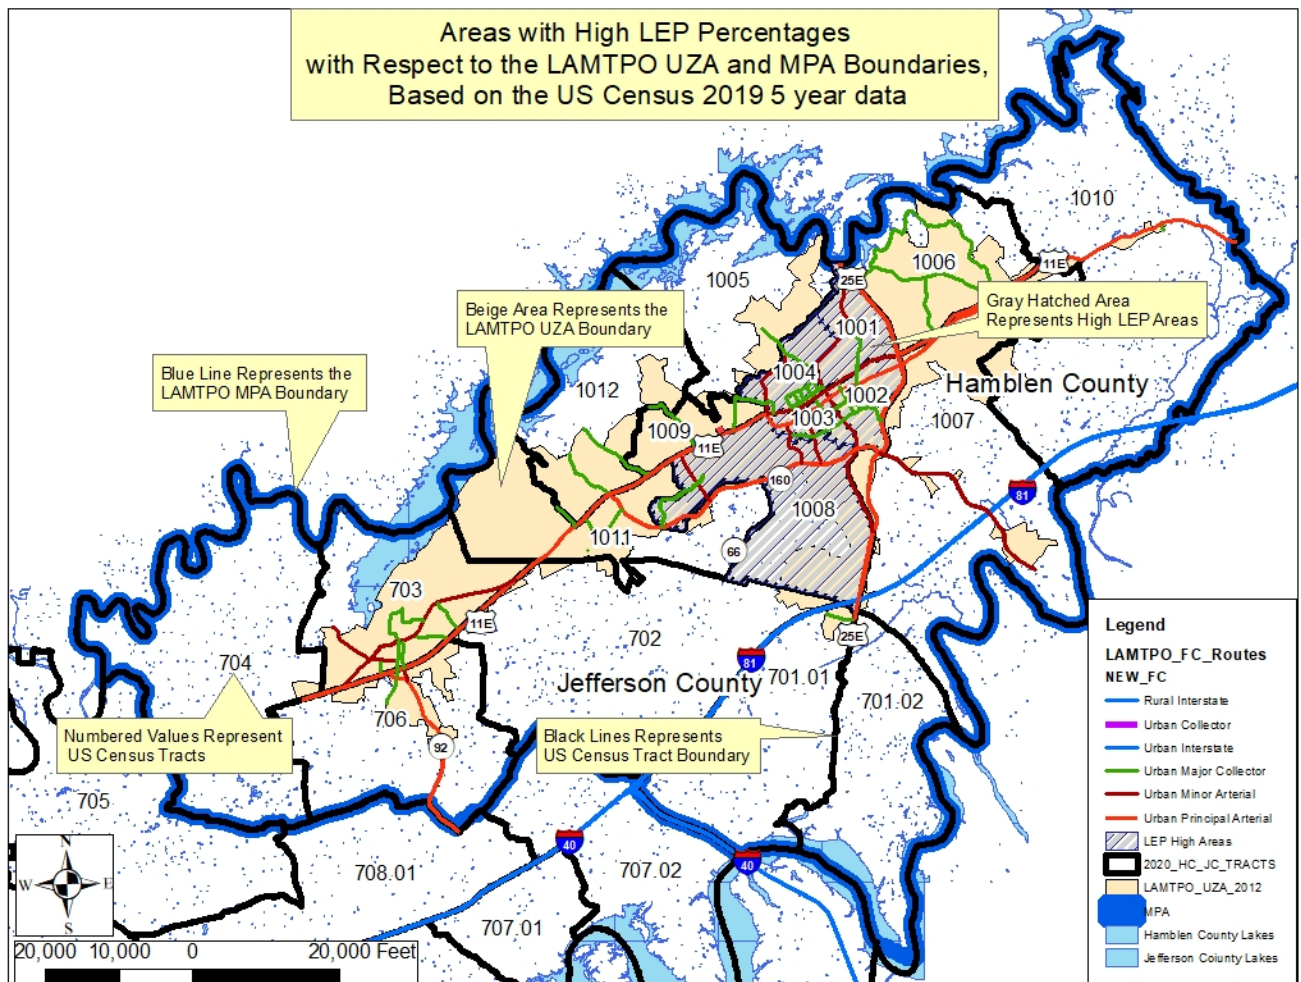 Areas with High LEP Percentages
with Respect to the LAMTPO UZA and MPA Boundaries,
Based on the US Census 2019 5 year data
1010
1006
11E
1005
25E
Beige Area Represents the
LAMTPO UZA Boundary
Gray Hatched Area
Represents High LEP Areas
1001
Blue Line Represents the
LAMTPO MPA Boundary
1004
1012
1002
Hamblen County
1003
1007
1009
11E
160
81
1008
1011
66
703
11E
25E
702
81
704
701.01
Jefferson County
701.02
706
Numbered Values Represent
US Census Tracts
92
Black Lines Represents
US Census Tract Boundary
705
40
40
708.01
707.02
707.01
N
W
E
S
20,000 10,000 0 20,000 Feet
Legend
LAMTPO_FC_Routes
NEW_FC
Rural Interstate
Urban Collector
Urban Interstate
Urban Major Collector
Urban Minor Arterial
Urban Principal Arterial
LEP High Areas
2020_HC_JC_TRACTS
LAMTPO_UZA_2012
MPA
Hamblen County Lakes
Jefferson County Lakes